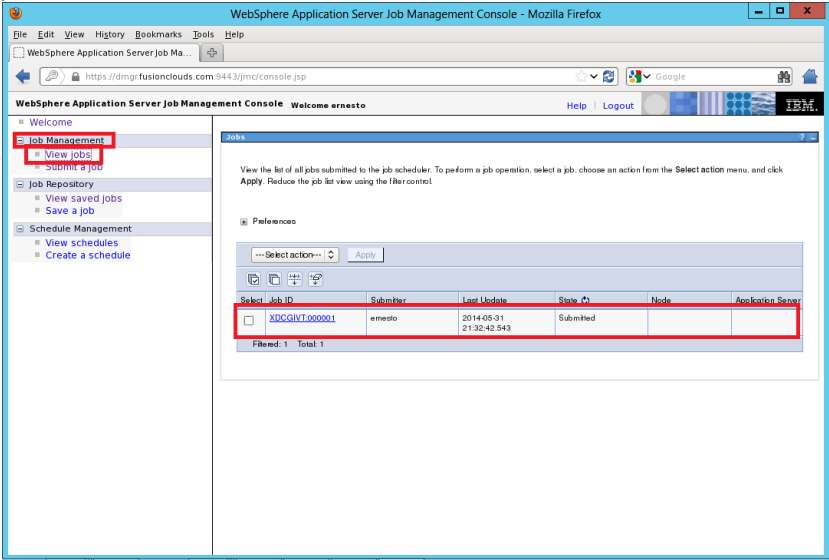 WebSphere Application Server Job Management Console - Mozilla Firefox
File Edit View History Bookmarks Tools Help
WebSphere Application Server Job Ma...
https://dmgr.fusionclouds.com:9443/jmc/console.jsp
Google
WebSphere Application Server Job Management Console Welcome ernesto
Help Logout
IBM.
Welcome
Job Management
View jobs
Submit a job
Job Repository
View saved jobs
Save a job
Schedule Management
View schedules
Create a schedule
Jobs
? -
View the list of all jobs submitted to the job scheduler. To perform a job operation, select a job, choose an action from the Select action menu, and click
Apply. Reduce the job list view using the filter control.
Preferences
---Select action--- Apply
Select Job ID Submitter Last Update State Node Application Server
XDCGIVT:000001 ernesto 2014-05-31 Submitted
21:32:42.543
Filtered: 1 Total: 1